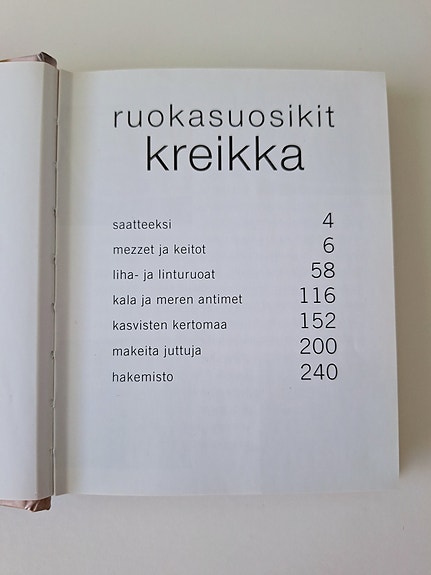 ruokasuosikit
kreikka
saatteeksi 4
mezzet ja keitot 6
liha- ja linturuoat 58
kala ja meren antimet 116
kasvisten kertomaa 152
makeita juttuja 200
hakemisto 240